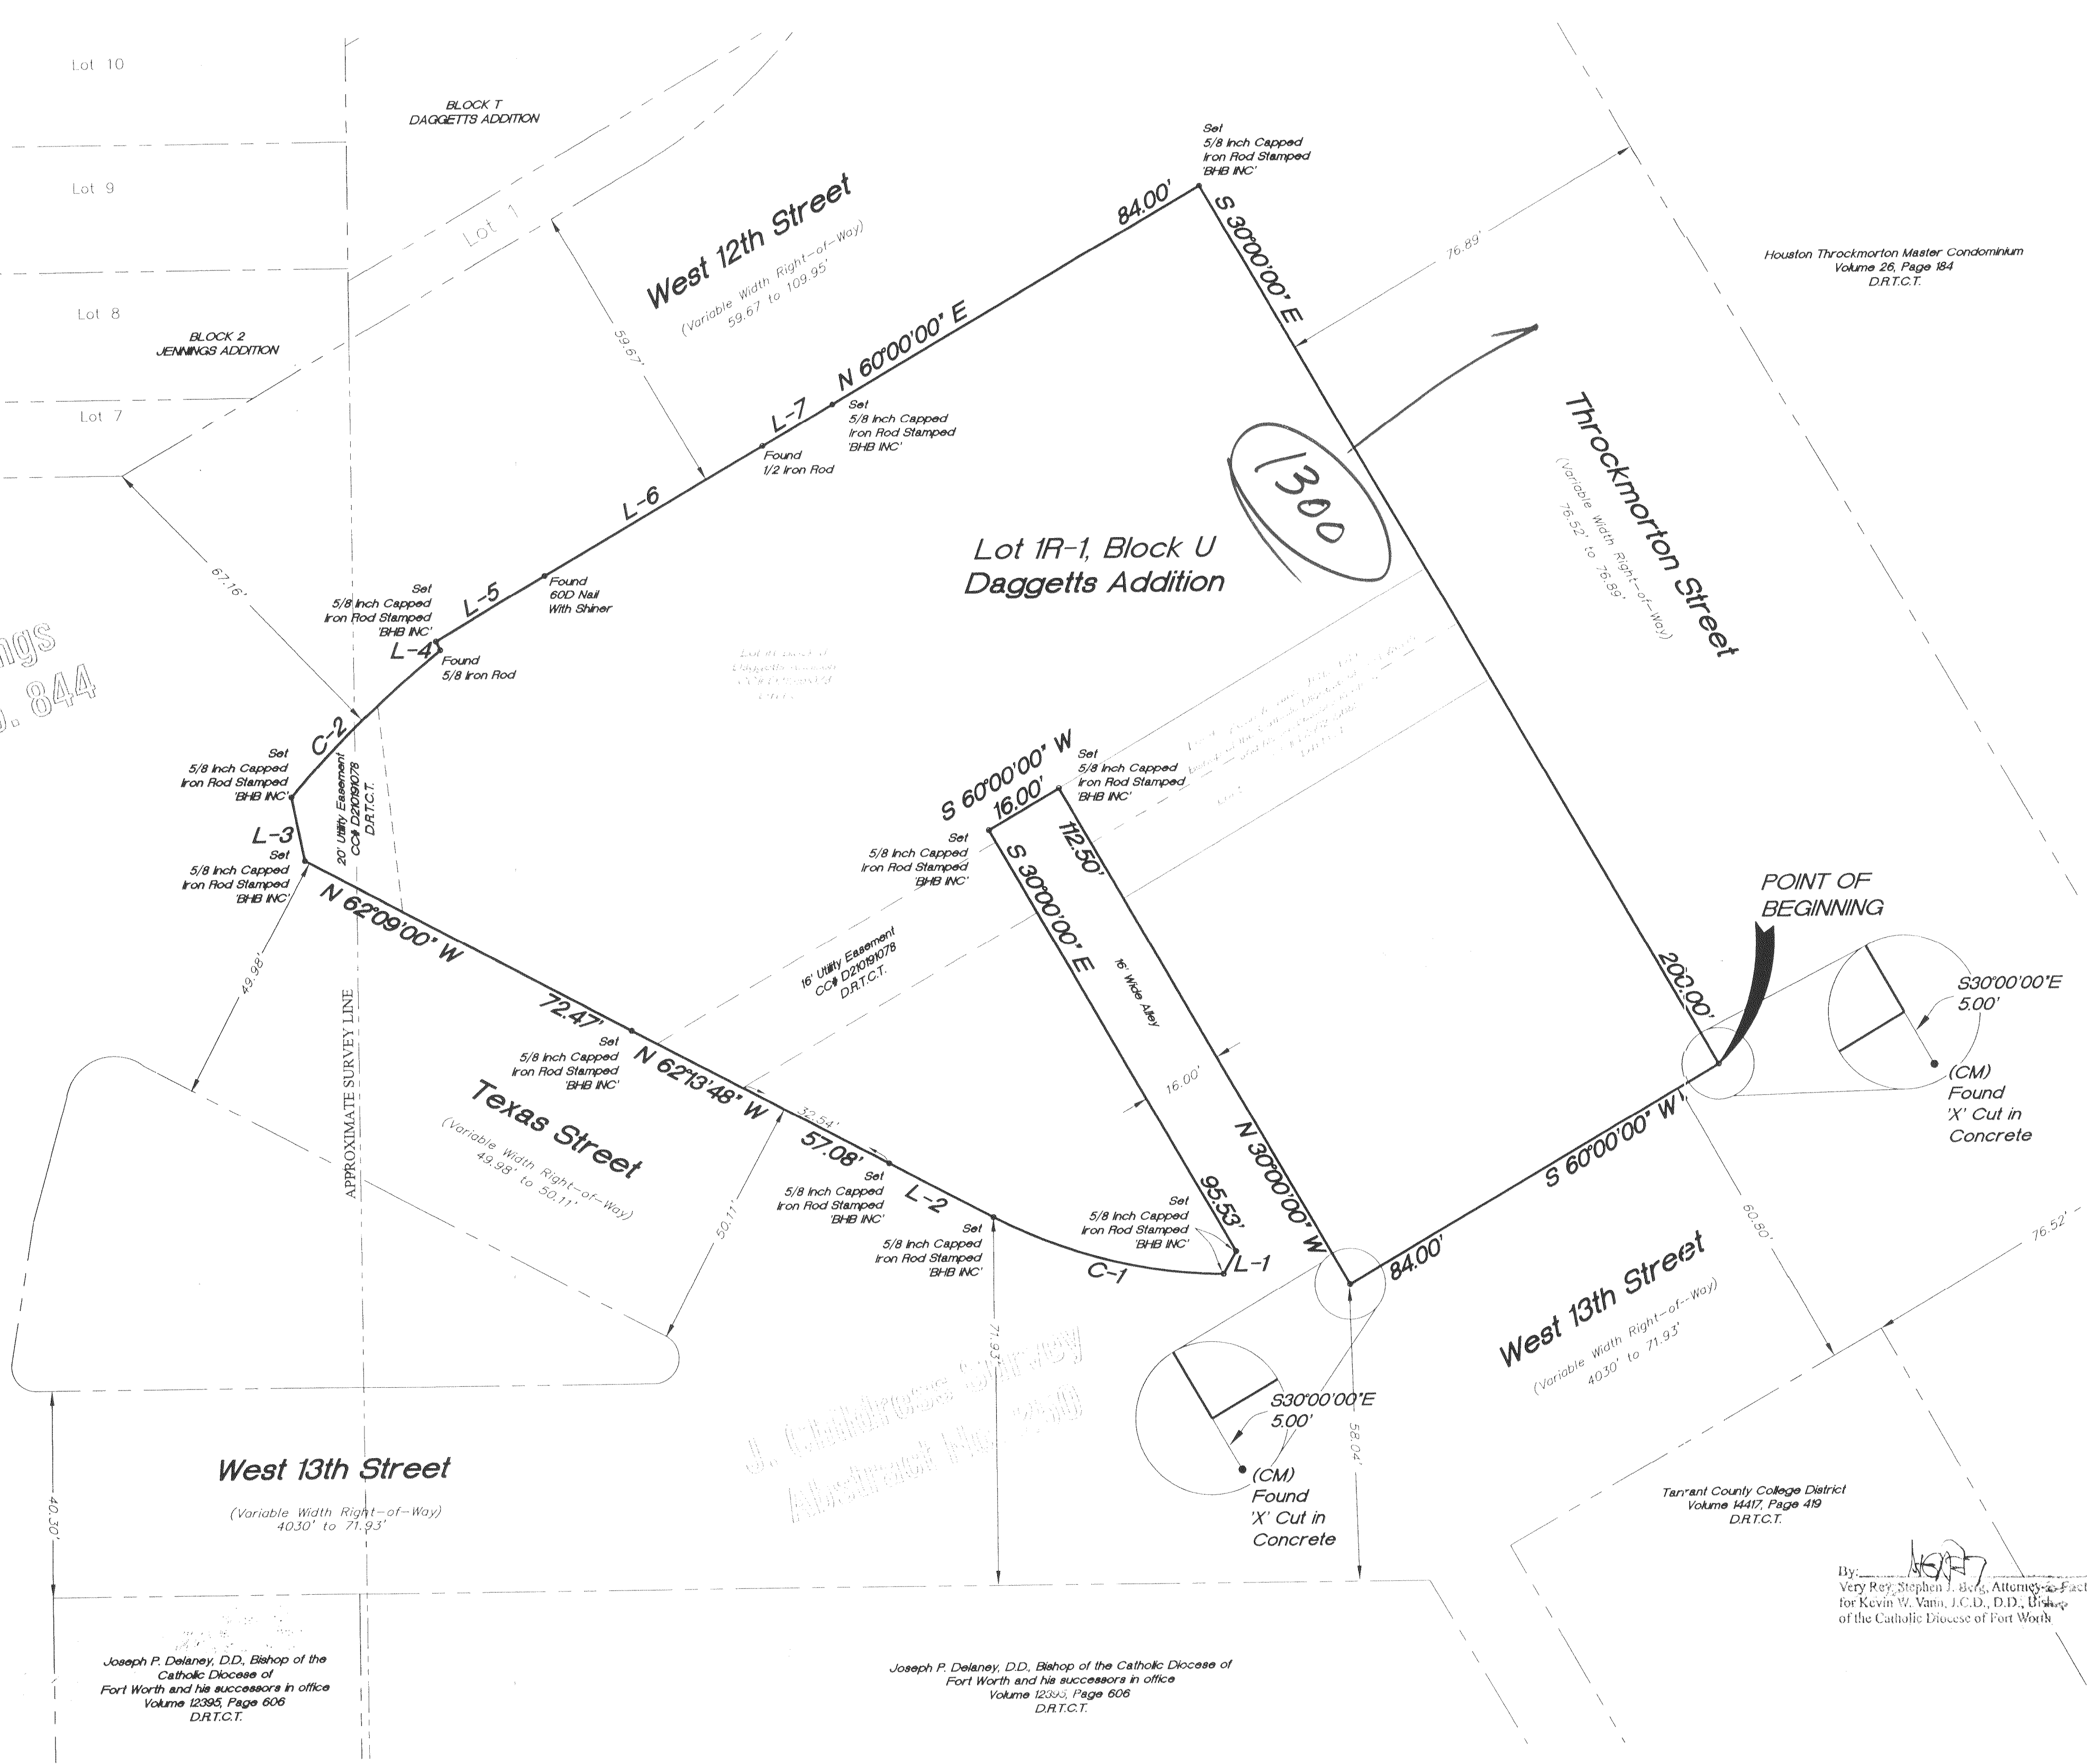 Lot 10
BLOCK T
DAGGETTS ADDITION
Lot 9
Lot 1
Lot 8
BLOCK 2
JENNINGS ADDITION
Lot 7
West 12th Street
(Variable Width Right-of-Way)
59.67 to 109.95'
59.67'
84.00'
Set
5/8 Inch Capped
Iron Rod Stamped
'BHB INC'
S 30°00'00" E
76.89'
Houston Throckmorton Master Condominium
Volume 26, Page 184
D.R.T.C.T.
N 60°00'00" E
L-7
Set
5/8 Inch Capped
Iron Rod Stamped
'BHB INC'
Found
1/2 Iron Rod
L-6
1300
Throckmorton Street
(Variable Width Right-of-Way)
76.52' to 76.89'
Lot 1R-1, Block U
Daggetts Addition
67.16'
L-5
Found
60D Nail
With Shiner
Set
5/8 Inch Capped
Iron Rod Stamped
'BHB INC'
L-4
Found
5/8 Iron Rod
ngs
844
C-2
Set
5/8 Inch Capped
Iron Rod Stamped
'BHB INC'
L-3
20' Utility Easement
CC# D210191078
D.R.T.C.T.
Set
5/8 Inch Capped
Iron Rod Stamped
'BHB INC'
S 60°00'00" W
16.00'
Set
5/8 Inch Capped
Iron Rod Stamped
'BHB INC'
112.50'
Set
5/8 Inch Capped
Iron Rod Stamped
'BHB INC'
S 30°00'00" E
N 62°09'00" W
72.47'
49.98'
16' Utility Easement
CC# D210191078
D.R.T.C.T.
16' Wide Alley
200.00'
POINT OF
BEGINNING
S30°00'00"E
5.00'
(CM)
Found
'X' Cut in
Concrete
Set
5/8 Inch Capped
Iron Rod Stamped
'BHB INC'
N 62°13'48" W
32.54'
57.08'
16.00'
APPROXIMATE SURVEY LINE
Texas Street
(Variable Width Right-of-Way)
49.98' to 50.11'
50.11'
Set
5/8 Inch Capped
Iron Rod Stamped
'BHB INC'
L-2
Set
5/8 Inch Capped
Iron Rod Stamped
'BHB INC'
C-1
Set
5/8 Inch Capped
Iron Rod Stamped
'BHB INC'
95.53'
L-1
N 30°00'00" W
S 60°00'00" W
84.00'
60.80'
76.52'
West 13th Street
(Variable Width Right-of-Way)
4030' to 71.93'
71.93'
J. Childress Survey
Abstract No.
S30°00'00"E
5.00'
(CM)
Found
'X' Cut in
Concrete
58.04'
West 13th Street
(Variable Width Right-of-Way)
4030' to 71.93'
40.30'
Tarrant County College District
Volume 14417, Page 419
D.R.T.C.T.
By:
Very Rev. Stephen J. Berg, Attorney-in-Fact
for Kevin W. Vann, J.C.D., D.D., Bishop
of the Catholic Diocese of Fort Worth
Joseph P. Delaney, D.D., Bishop of the
Catholic Diocese of
Fort Worth and his successors in office
Volume 12395, Page 606
D.R.T.C.T.
Joseph P. Delaney, D.D., Bishop of the Catholic Diocese of
Fort Worth and his successors in office
Volume 12395, Page 606
D.R.T.C.T.